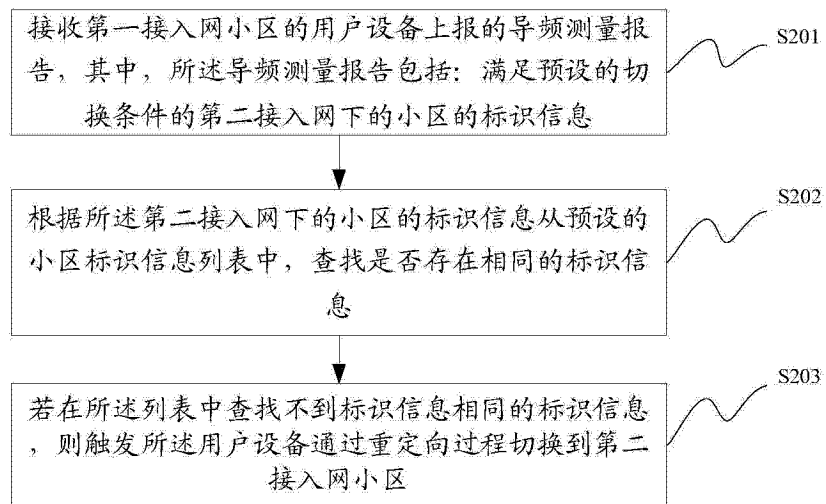 接收第一接入网小区的用户设备上报的导频测量报
告，其中，所述导频测量报告包括：满足预设的切
换条件的第二接入网下的小区的标识信息
S201
根据所述第二接入网下的小区的标识信息从预设的
小区标识信息列表中，查找是否存在相同的标识信
息
S202
若在所述列表中查找不到标识信息相同的标识信息
，则触发所述用户设备通过重定向过程切换到第二
接入网小区
S203